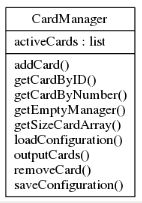 CardManager
activeCards : list
addCard()
getCardByID()
getCardByNumber()
getEmptyManager()
getSizeCardArray()
loadConfiguration()
outputCards()
removeCard()
saveConfiguration()